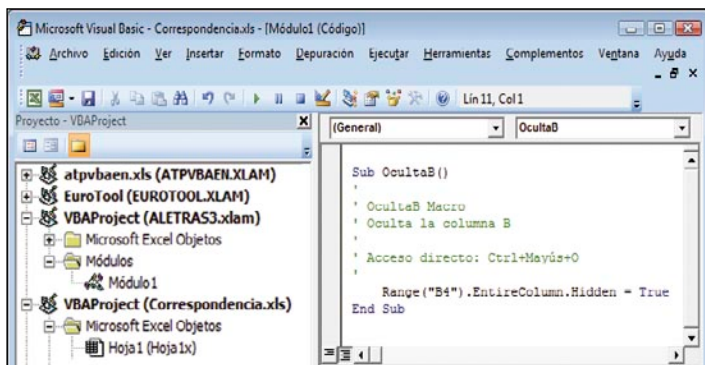 Microsoft Visual Basic - Correspondencia.xls - [Módulo1 (Código)]
Archivo Edición Ver Insertar Formato Depuración Ejecutar Herramientas Complementos Ventana Ayuda
Lín 11, Col 1
Proyecto - VBAProject
atpvbaen.xls (ATPVBAEN.XLAM)
EuroTool (EUROTOOL.XLAM)
VBAProject (ALETRAS3.xlam)
Microsoft Excel Objetos
Módulos
Módulo1
VBAProject (Correspondencia.xls)
Microsoft Excel Objetos
Hoja1 (Hoja1x)
(General) OcultaB
Sub OcultaB()
'
' OcultaB Macro
' Oculta la columna B
'
' Acceso directo: Ctrl+Mayús+O
'
Range("B4").EntireColumn.Hidden = True
End Sub